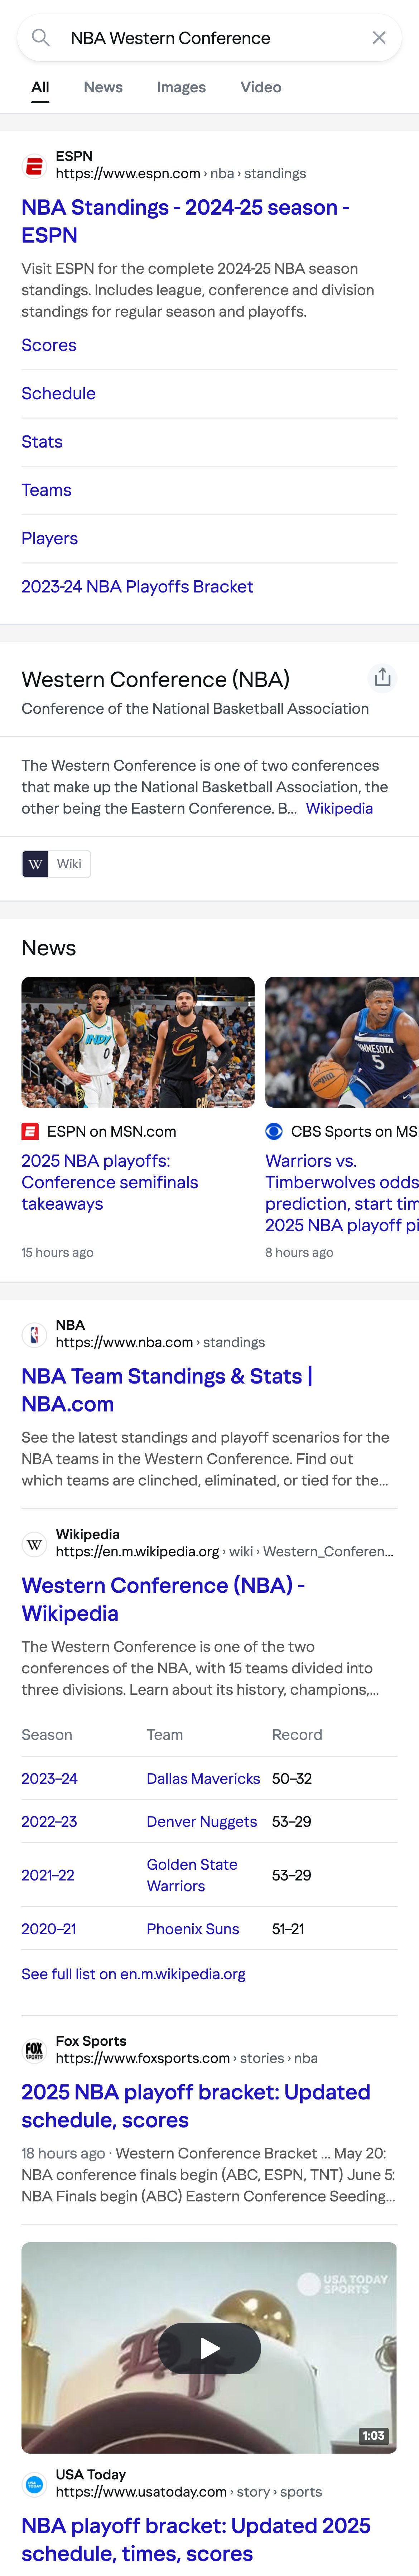 NBA Western Conference
All News Images Video
ESPN
https://www.espn.com › nba › standings
NBA Standings - 2024-25 season -
ESPN
Visit ESPN for the complete 2024-25 NBA season
standings. Includes league, conference and division
standings for regular season and playoffs.
Scores
Schedule
Stats
Teams
Players
2023-24 NBA Playoffs Bracket
Western Conference (NBA)
Conference of the National Basketball Association
The Western Conference is one of two conferences
that make up the National Basketball Association, the
other being the Eastern Conference. B... Wikipedia
W Wiki
News
INDY
0
C
1
MINNESOTA
5
ESPN on MSN.com
2025 NBA playoffs:
Conference semifinals
takeaways
15 hours ago
CBS Sports on MS
Warriors vs.
Timberwolves odds
prediction, start tim
2025 NBA playoff pi
8 hours ago
NBA
https://www.nba.com › standings
NBA Team Standings & Stats |
NBA.com
See the latest standings and playoff scenarios for the
NBA teams in the Western Conference. Find out
which teams are clinched, eliminated, or tied for the...
W
Wikipedia
https://en.m.wikipedia.org › wiki › Western_Conferen...
Western Conference (NBA) -
Wikipedia
The Western Conference is one of the two
conferences of the NBA, with 15 teams divided into
three divisions. Learn about its history, champions,...
Season Team Record
2023–24 Dallas Mavericks 50–32
2022–23 Denver Nuggets 53–29
2021–22 Golden State Warriors 53–29
2020–21 Phoenix Suns 51–21
See full list on en.m.wikipedia.org
FOX SPORTS
Fox Sports
https://www.foxsports.com › stories › nba
2025 NBA playoff bracket: Updated
schedule, scores
18 hours ago · Western Conference Bracket ... May 20:
NBA conference finals begin (ABC, ESPN, TNT) June 5:
NBA Finals begin (ABC) Eastern Conference Seeding...
USA TODAY
SPORTS
1:03
USA TODAY
USA Today
https://www.usatoday.com › story › sports
NBA playoff bracket: Updated 2025
schedule, times, scores